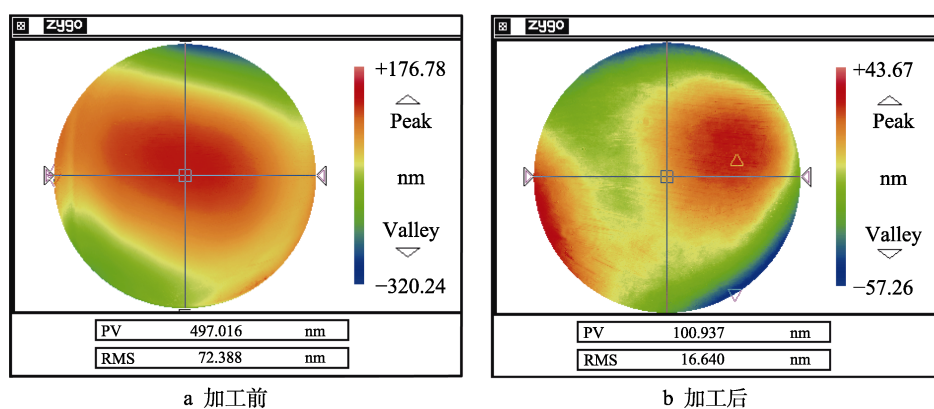 zygo
+176.78
Peak
nm
Valley
−320.24
PV 497.016 nm
RMS 72.388 nm
a 加工前
zygo
+43.67
Peak
nm
Valley
−57.26
PV 100.937 nm
RMS 16.640 nm
b 加工后